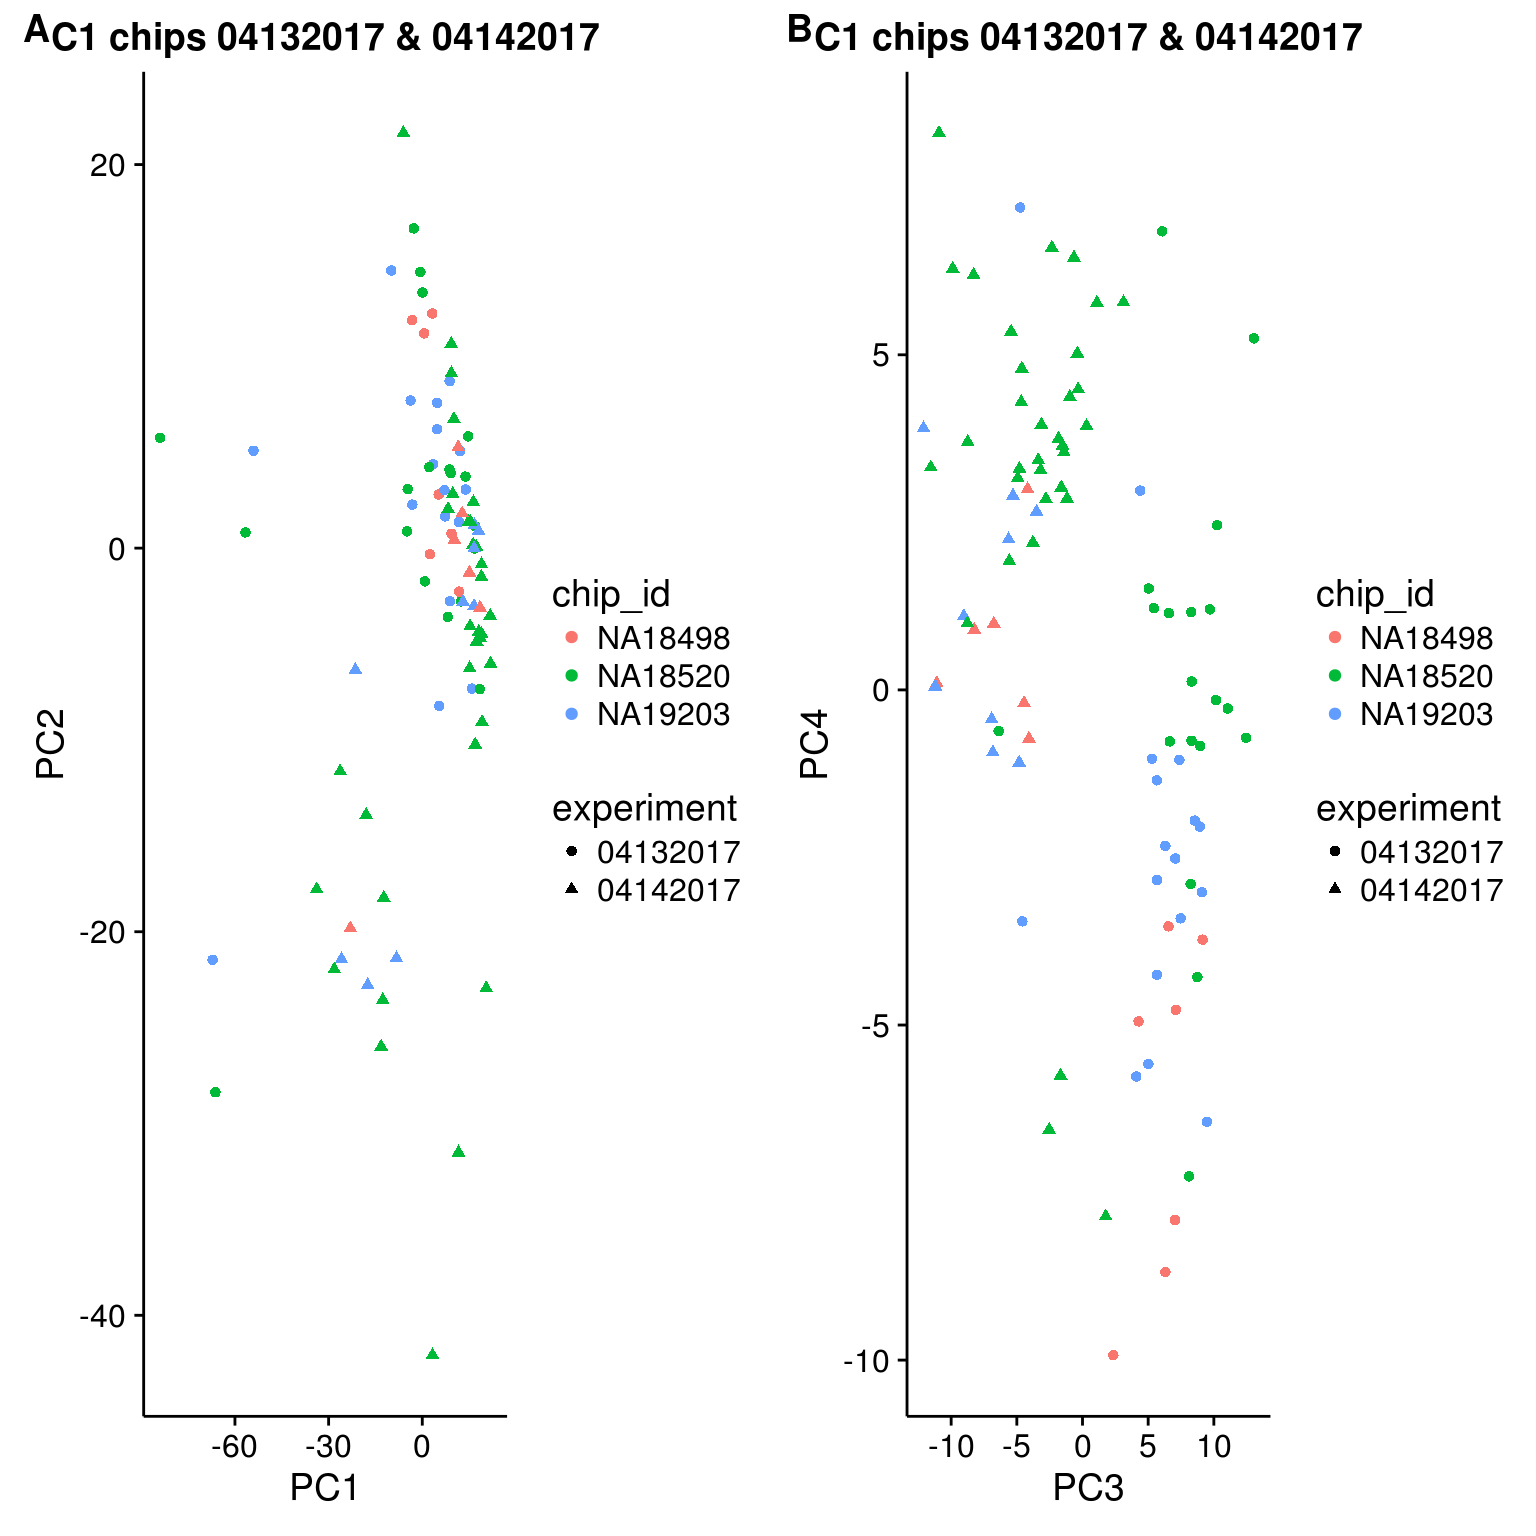 A C1 chips 04132017 & 04142017
20
0
-20
-40
PC2
-60 -30 0
PC1
chip_id
NA18498
NA18520
NA19203
experiment
04132017
04142017
B C1 chips 04132017 & 04142017
5
0
-5
-10
PC4
-10 -5 0 5 10
PC3
chip_id
NA18498
NA18520
NA19203
experiment
04132017
04142017